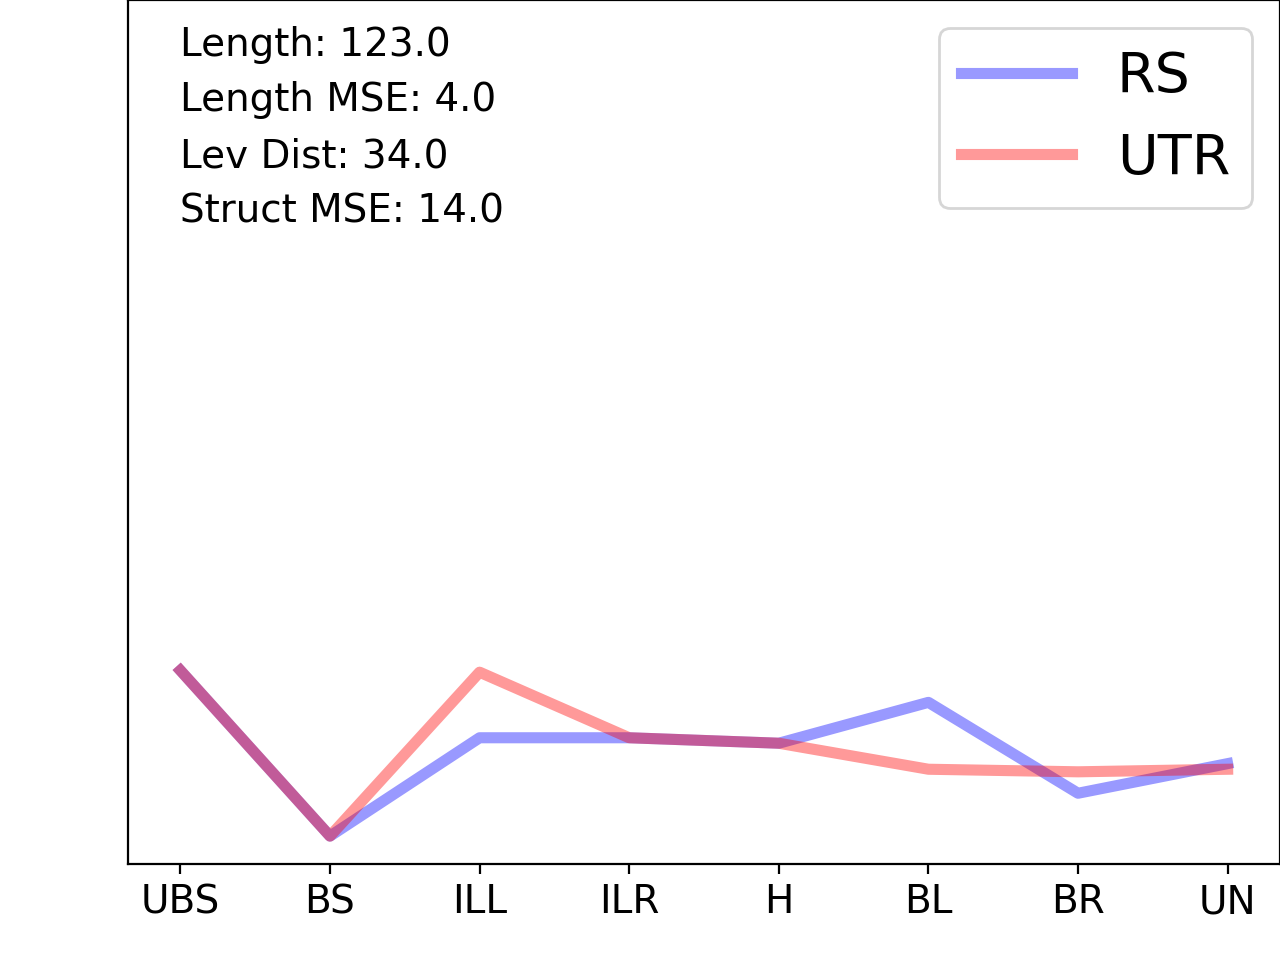 Length: 123.0
Length MSE: 4.0
Lev Dist: 34.0
Struct MSE: 14.0
RS
UTR
UBS BS ILL ILR H BL BR UN